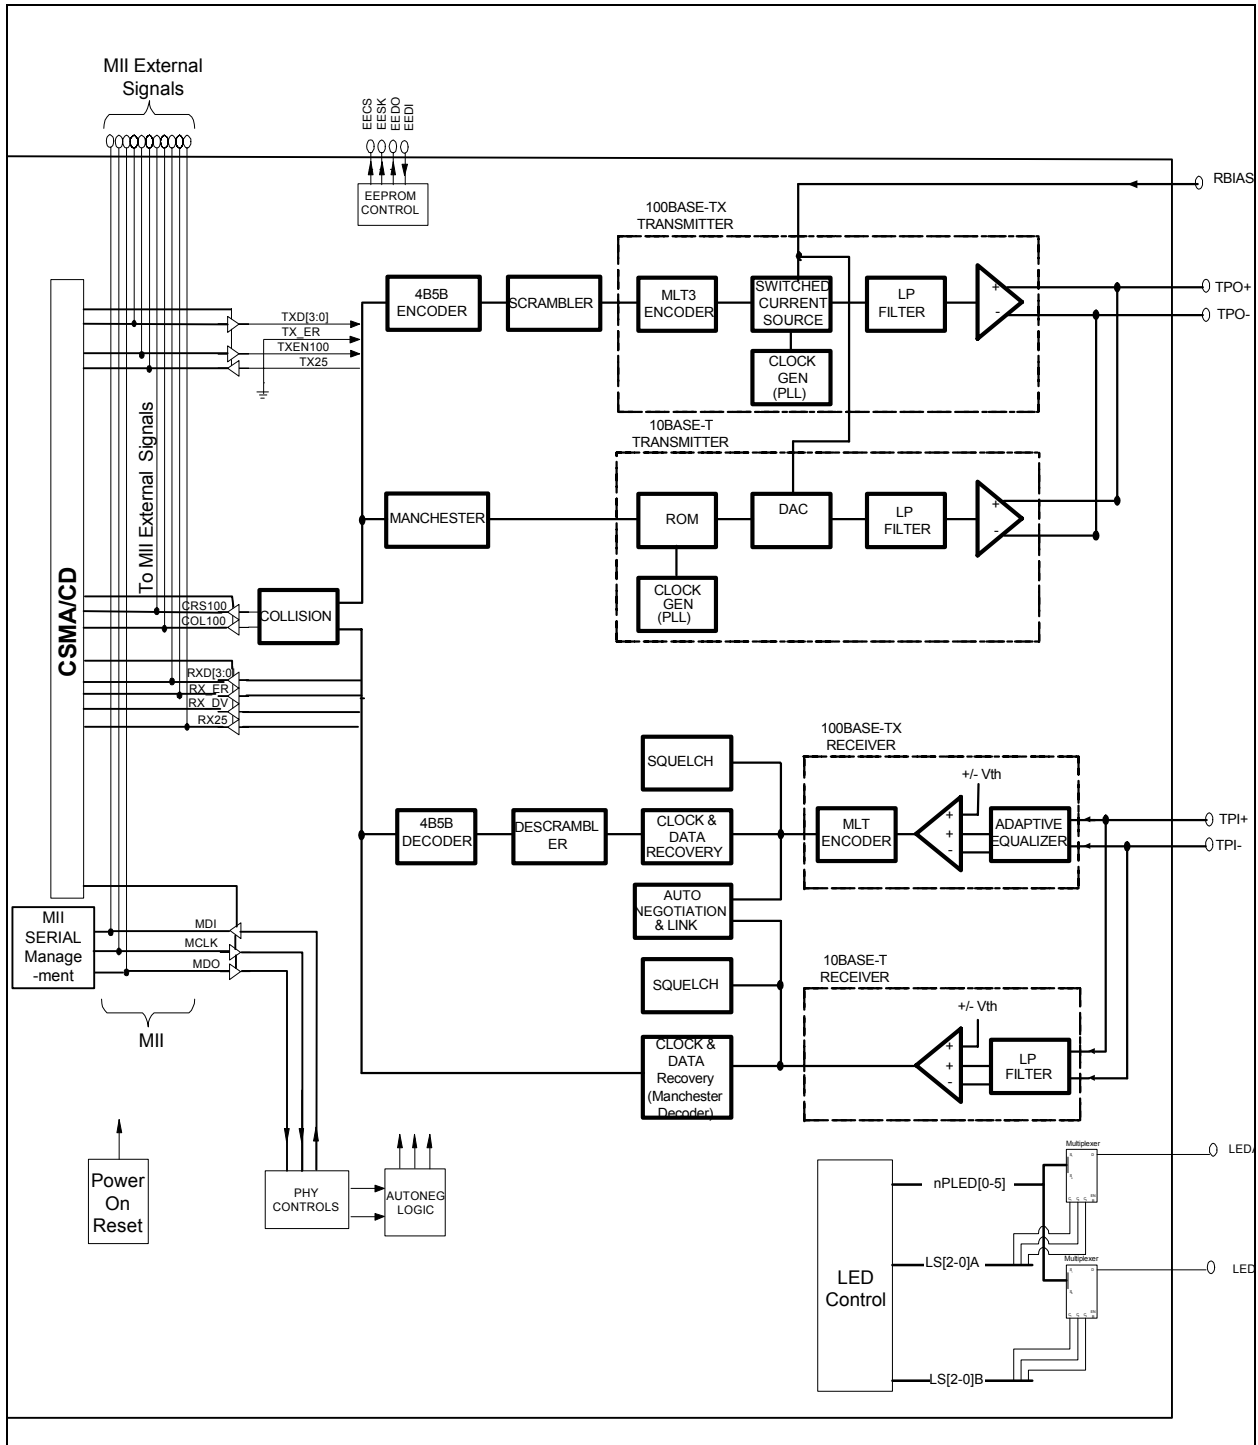 MII External
Signals
EECS
EESK
EEDO
EEDI
EEPROM
CONTROL
RBIAS
100BASE-TX
TRANSMITTER
4B5B
ENCODER
SCRAMBLER
MLT3
ENCODER
SWITCHED
CURRENT
SOURCE
LP
FILTER
+
-
TPO+
TPO-
CLOCK
GEN
(PLL)
TXD[3:0]
TX_ER
TXEN100
TX25
To MII External Signals
CSMA/CD
10BASE-T
TRANSMITTER
MANCHESTER
ROM
DAC
LP
FILTER
+
-
CLOCK
GEN
(PLL)
CRS100
COL100
COLLISION
RXD[3:0]
RX_ER
RX_DV
RX25
100BASE-TX
RECEIVER
SQUELCH
+/- Vth
4B5B
DECODER
DESCRAMBL
ER
CLOCK &
DATA
RECOVERY
MLT
ENCODER
+
+
-
ADAPTIVE
EQUALIZER
TPI+
TPI-
AUTO
NEGOTIATION
& LINK
MII
SERIAL
Manage
-ment
MDI
MCLK
MDO
MII
10BASE-T
RECEIVER
SQUELCH
+/- Vth
CLOCK &
DATA
Recovery
(Manchester
Decoder)
+
+
-
LP
FILTER
Power
On
Reset
PHY
CONTROLS
AUTONEG
LOGIC
LED
Control
nPLED[0-5]
LS[2-0]A
LS[2-0]B
Multiplexer
LEDA
Multiplexer
LED